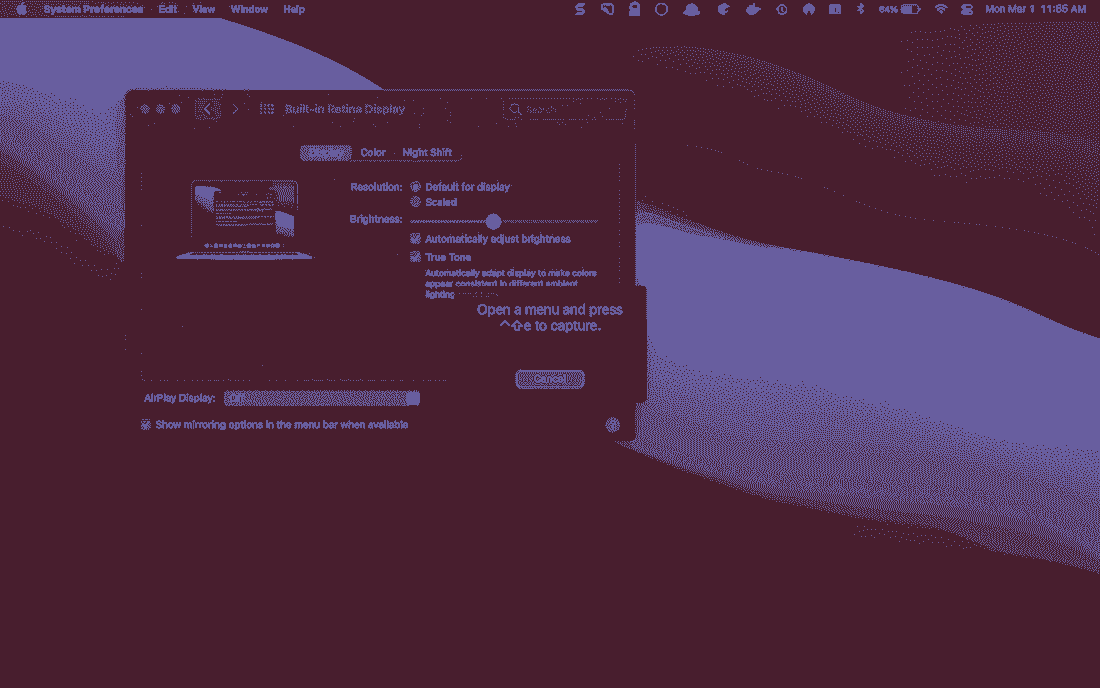 System Preferences Edit View Window Help
64% Mon Mar 1 11:55 AM
Built-in Retina Display
Search
Display Color Night Shift
Resolution: Default for display
Scaled
Brightness:
Automatically adjust brightness
True Tone
Automatically adapt display to make colors
appear consistent in different ambient
lighting
Open a menu and press
^⇧e to capture.
Cancel
AirPlay Display: Off
Show mirroring options in the menu bar when available
?